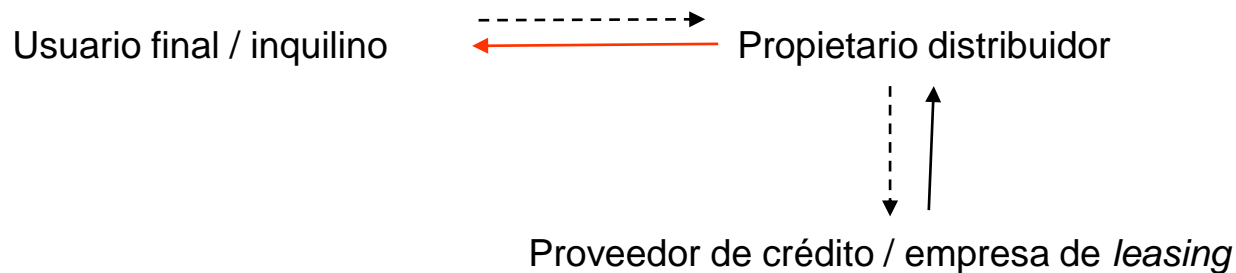 Usuario final / inquilino
Propietario distribuidor
Proveedor de crédito / empresa de leasing